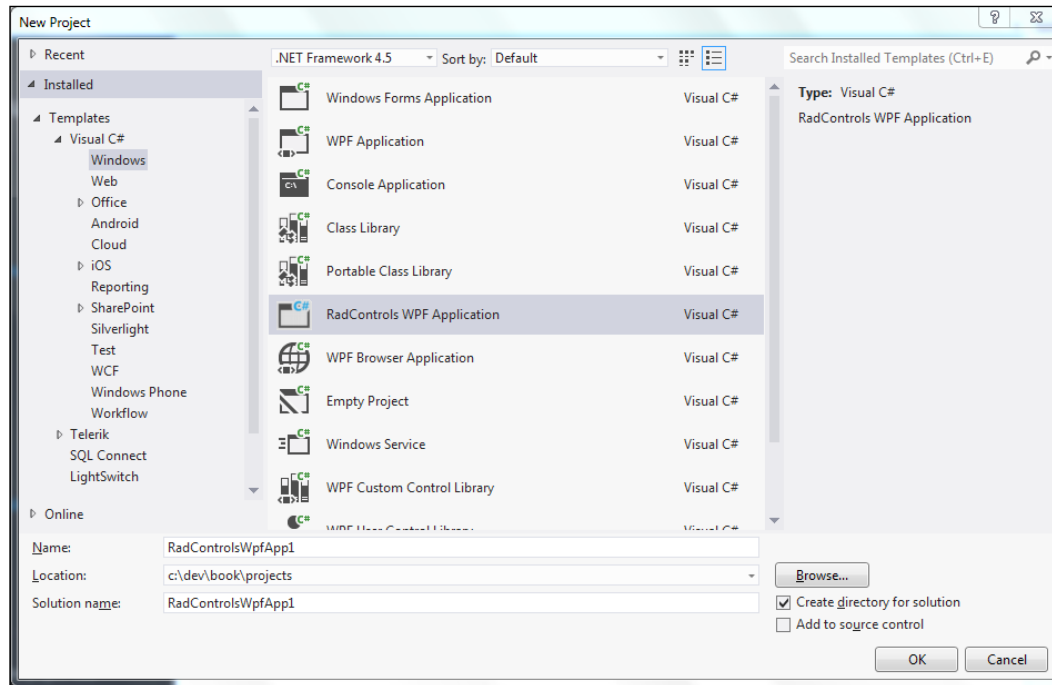 New Project
Recent
.NET Framework 4.5 Sort by: Default
Search Installed Templates (Ctrl+E)
Installed
Templates
Visual C#
Windows
Web
Office
Android
Cloud
iOS
Reporting
SharePoint
Silverlight
Test
WCF
Windows Phone
Workflow
Telerik
SQL Connect
LightSwitch
Online
Windows Forms Application Visual C#
WPF Application Visual C#
Console Application Visual C#
Class Library Visual C#
Portable Class Library Visual C#
RadControls WPF Application Visual C#
WPF Browser Application Visual C#
Empty Project Visual C#
Windows Service Visual C#
WPF Custom Control Library Visual C#
WPF User Control Library Visual C#
Type: Visual C#
RadControls WPF Application
Name: RadControlsWpfApp1
Location: c:\dev\book\projects
Browse...
Solution name: RadControlsWpfApp1
Create directory for solution
Add to source control
OK Cancel